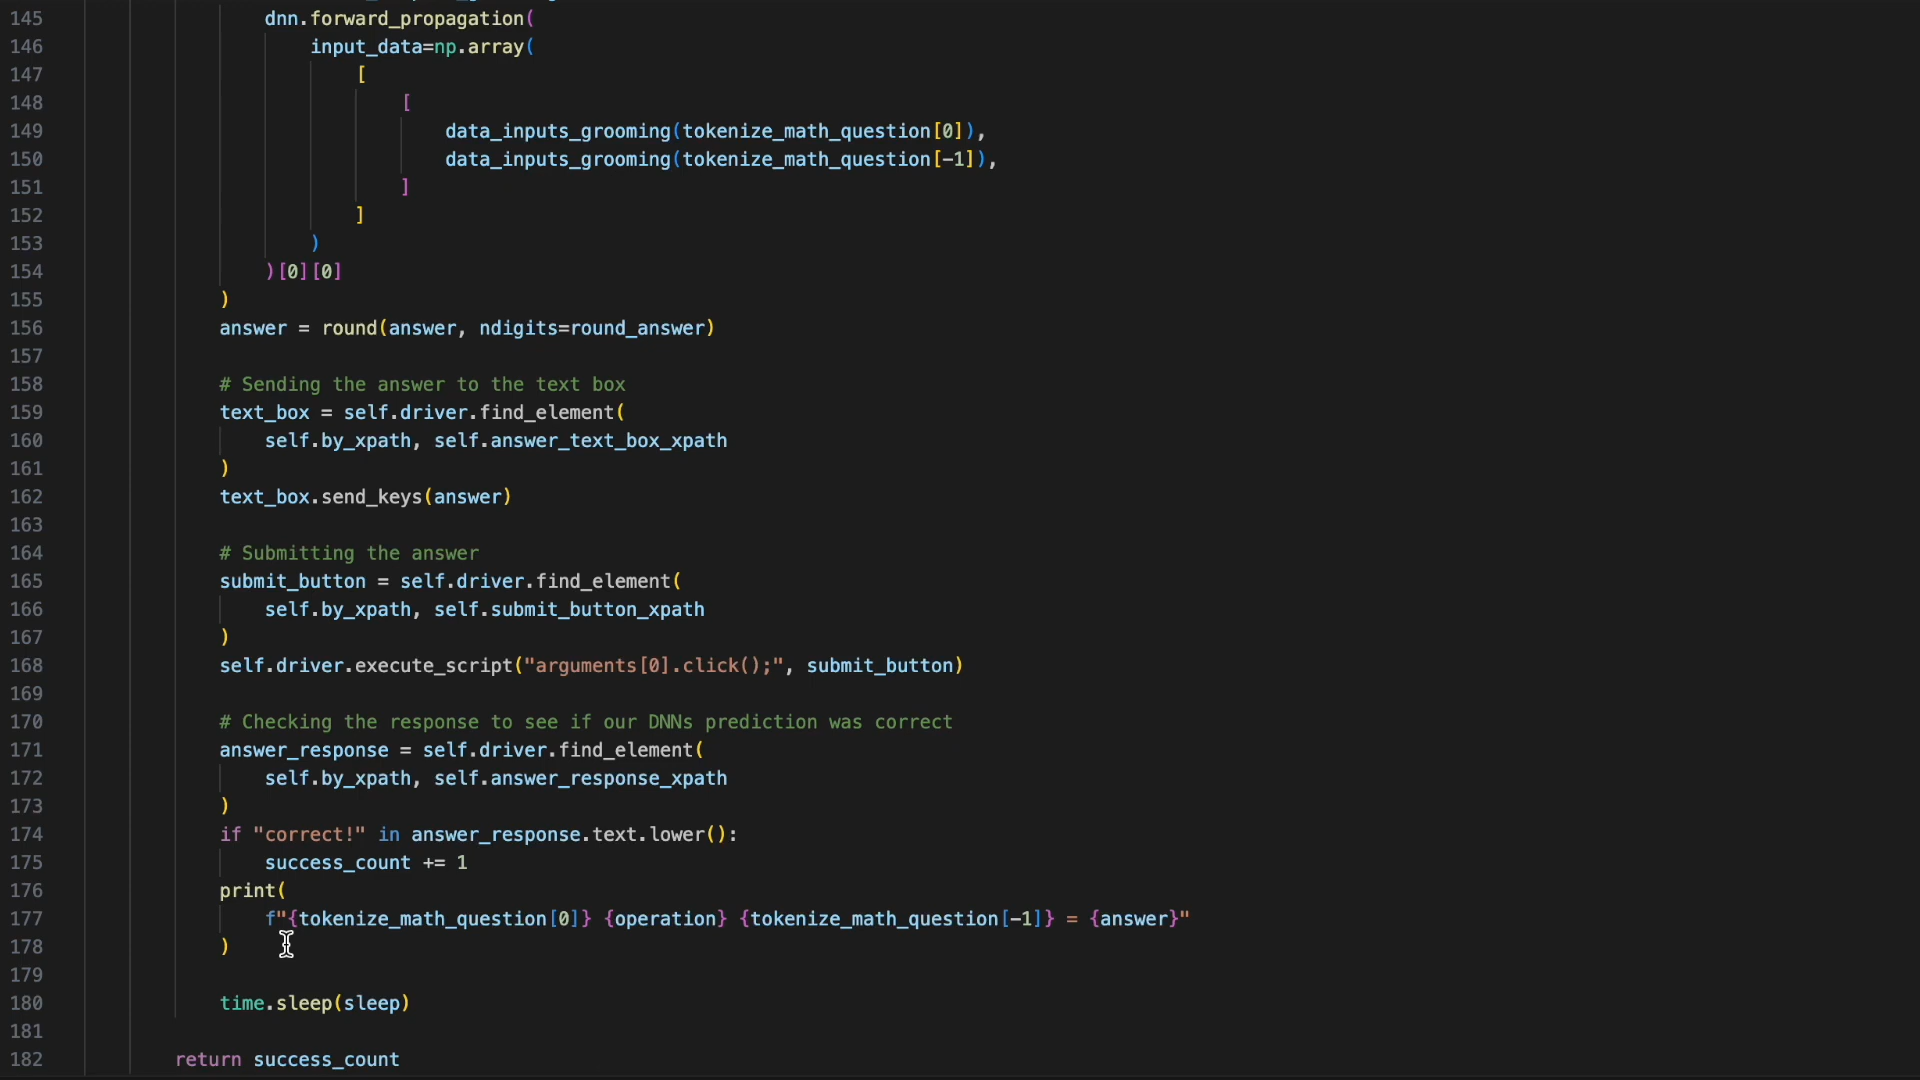 145 dnn.forward_propagation(
146 input_data=np.array(
147 [
148 [
149 data_inputs_grooming(tokenize_math_question[0]),
150 data_inputs_grooming(tokenize_math_question[-1]),
151 ]
152 ]
153 )
154 )[0][0]
155 )
156 answer = round(answer, ndigits=round_answer)
157
158 # Sending the answer to the text box
159 text_box = self.driver.find_element(
160 self.by_xpath, self.answer_text_box_xpath
161 )
162 text_box.send_keys(answer)
163
164 # Submitting the answer
165 submit_button = self.driver.find_element(
166 self.by_xpath, self.submit_button_xpath
167 )
168 self.driver.execute_script("arguments[0].click();", submit_button)
169
170 # Checking the response to see if our DNNs prediction was correct
171 answer_response = self.driver.find_element(
172 self.by_xpath, self.answer_response_xpath
173 )
174 if "correct!" in answer_response.text.lower():
175 success_count += 1
176 print(
177 f"{tokenize_math_question[0]} {operation} {tokenize_math_question[-1]} = {answer}"
178 )
179
180 time.sleep(sleep)
181
182 return success_count